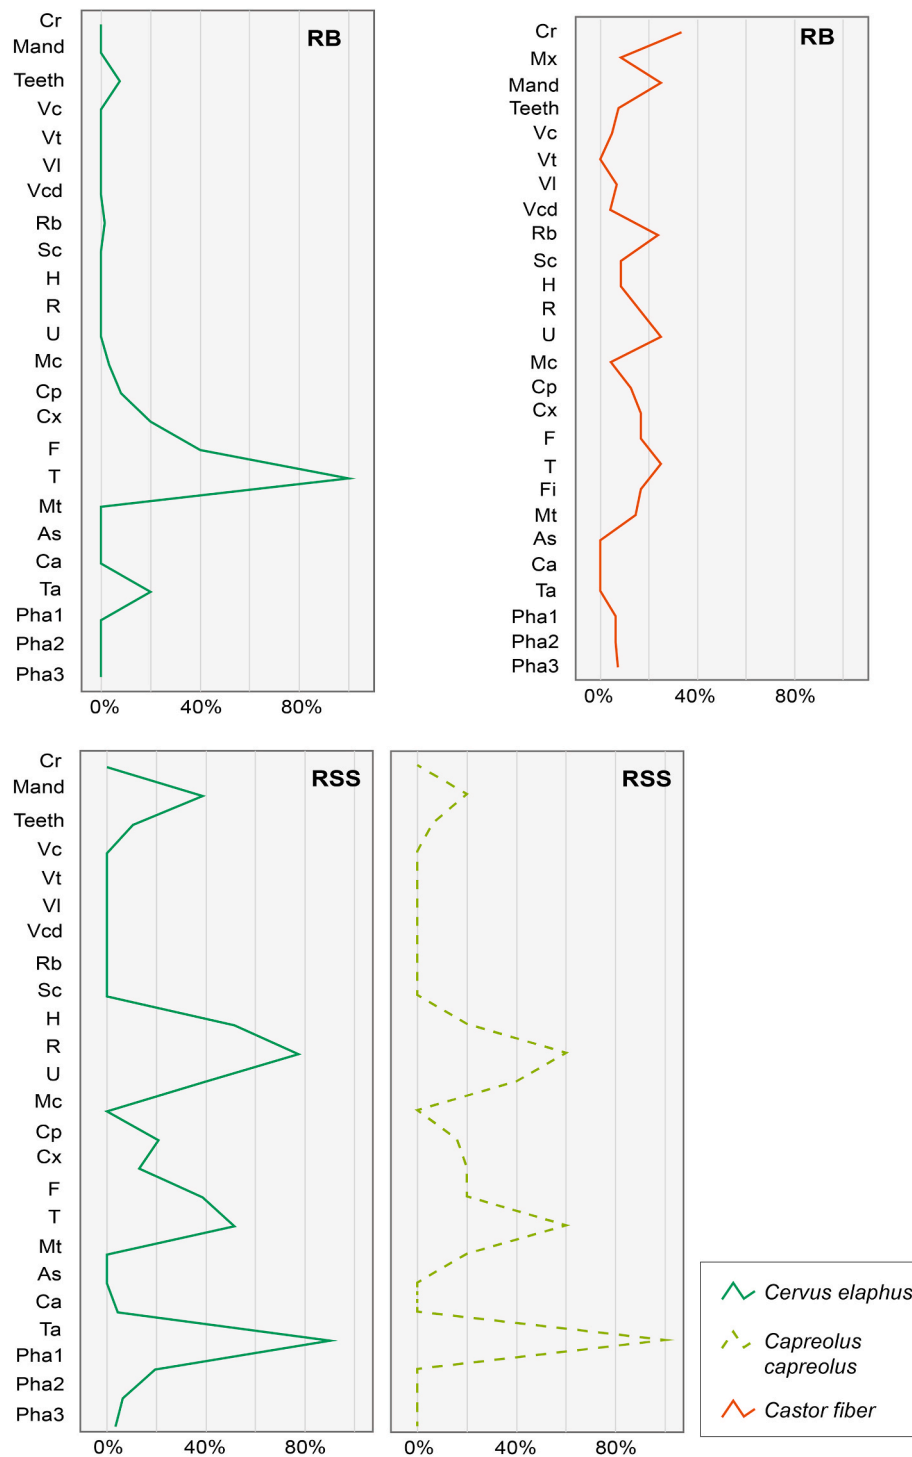 RB
Cr
Mand
Teeth
Vc
Vt
Vl
Vcd
Rb
Sc
H
R
U
Mc
Cp
Cx
F
T
Mt
As
Ca
Ta
Pha1
Pha2
Pha3
0% 40% 80%
RB
Cr
Mx
Mand
Teeth
Vc
Vt
Vl
Vcd
Rb
Sc
H
R
U
Mc
Cp
Cx
F
T
Fi
Mt
As
Ca
Ta
Pha1
Pha2
Pha3
0% 40% 80%
RSS
Cr
Mand
Teeth
Vc
Vt
Vl
Vcd
Rb
Sc
H
R
U
Mc
Cp
Cx
F
T
Mt
As
Ca
Ta
Pha1
Pha2
Pha3
0% 40% 80%
RSS
0% 40% 80%
Cervus elaphus
Capreolus
capreolus
Castor fiber